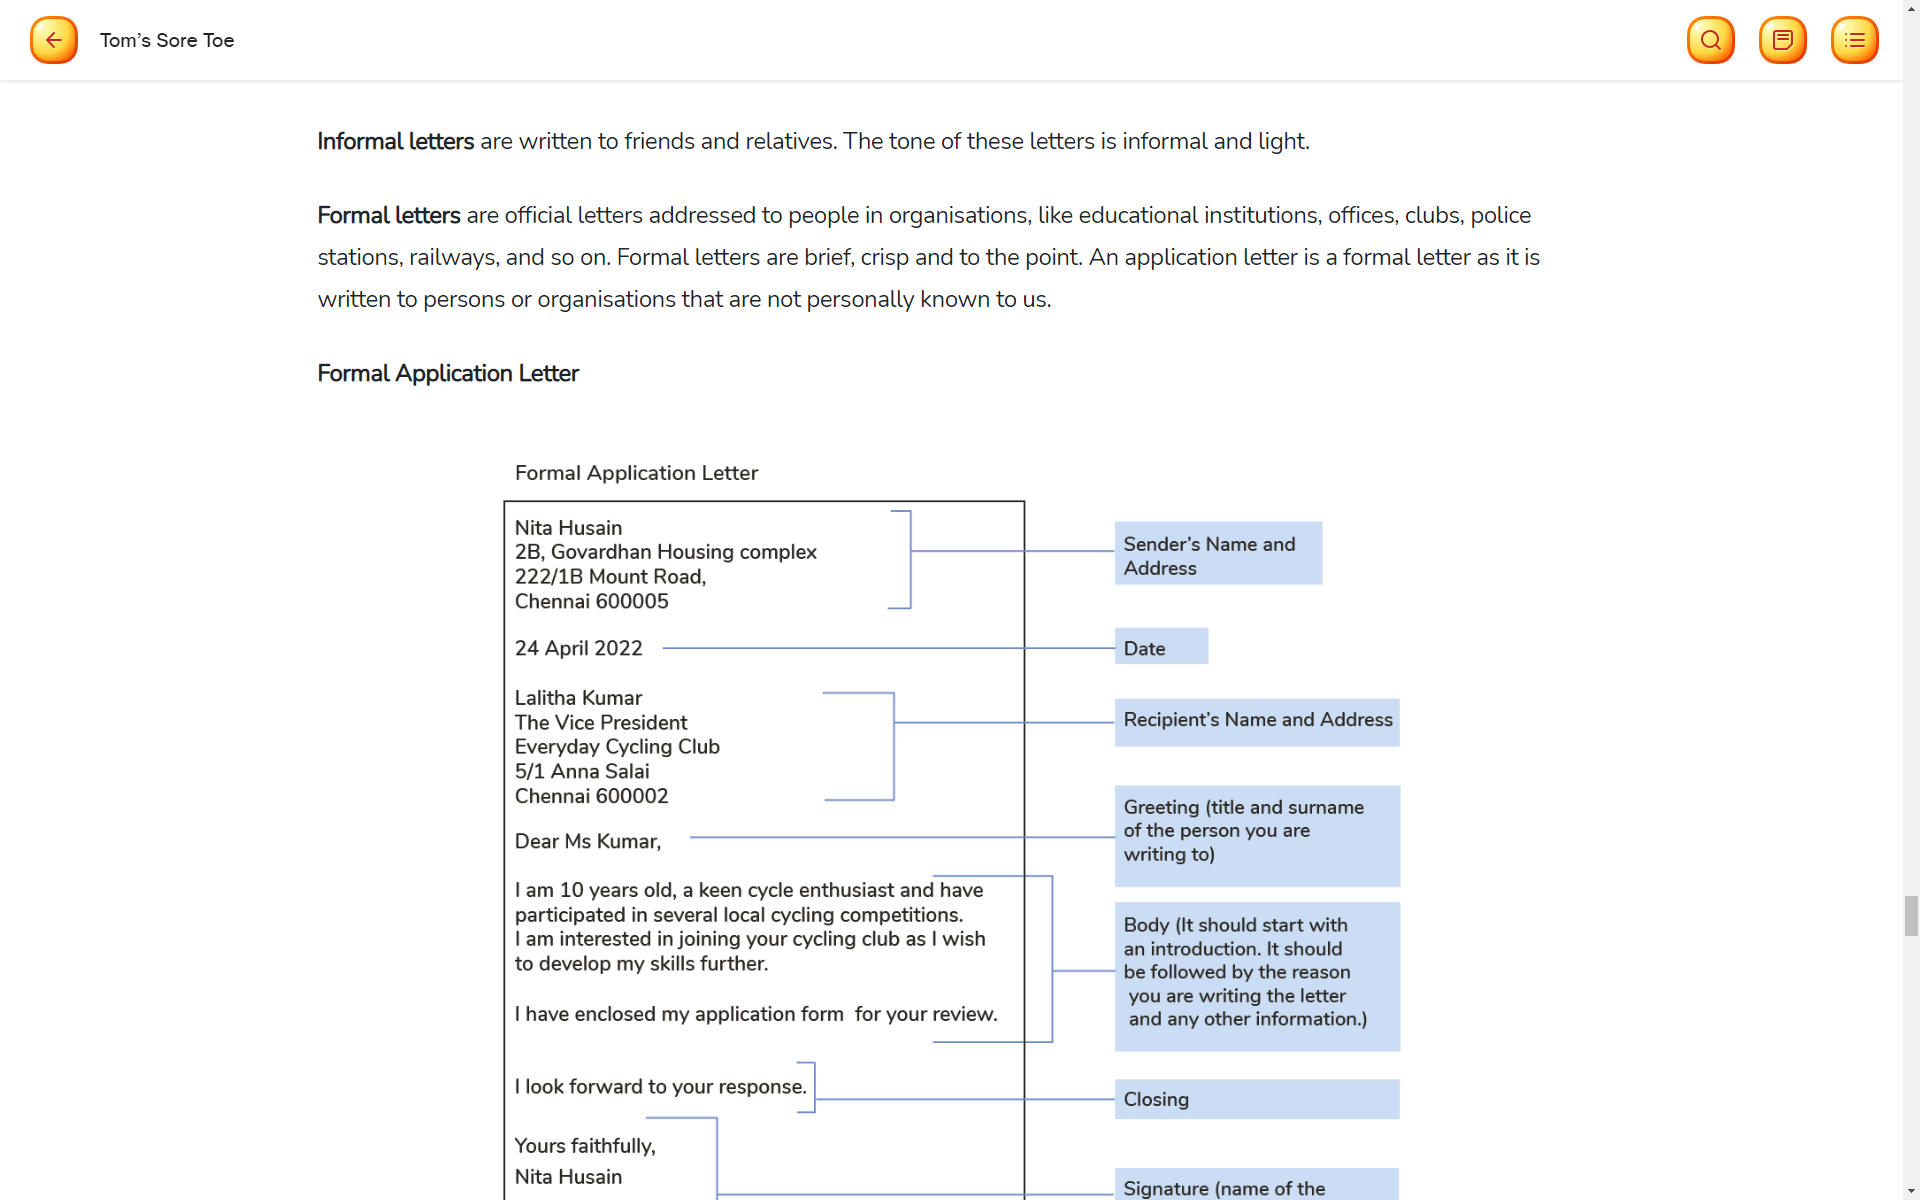 Tom's Sore Toe
Informal letters are written to friends and relatives. The tone of these letters is informal and light.
Formal letters are official letters addressed to people in organisations, like educational institutions, offices, clubs, police
stations, railways, and so on. Formal letters are brief, crisp and to the point. An application letter is a formal letter as it is
written to persons or organisations that are not personally known to us.
Formal Application Letter
Formal Application Letter
Nita Husain
2B, Govardhan Housing complex
222/1B Mount Road,
Chennai 600005
Sender's Name and
Address
24 April 2022
Date
Lalitha Kumar
The Vice President
Everyday Cycling Club
5/1 Anna Salai
Chennai 600002
Recipient's Name and Address
Dear Ms Kumar,
Greeting (title and surname
of the person you are
writing to)
I am 10 years old, a keen cycle enthusiast and have
participated in several local cycling competitions.
I am interested in joining your cycling club as I wish
to develop my skills further.
I have enclosed my application form for your review.
Body (It should start with
an introduction. It should
be followed by the reason
you are writing the letter
and any other information.)
I look forward to your response.
Closing
Yours faithfully,
Nita Husain
Signature (name of the